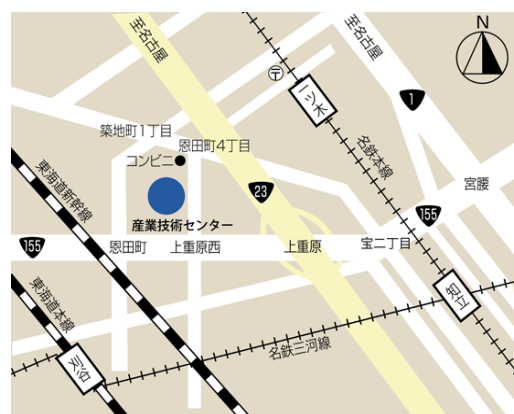 至名古屋
至名古屋
N
〒
一ツ木
1
築地町1丁目
恩田町4丁目
コンビニ
名鉄本線
東海道新幹線
23
宮腰
産業技術センター
155
155
恩田町
上重原西
上重原
宝二丁目
東海道本線
知立
名鉄三河線
刈谷